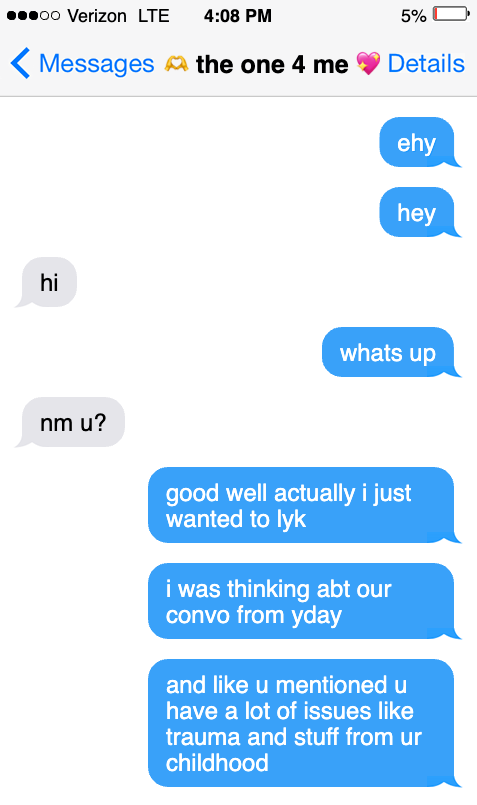 Verizon LTE 4:08 PM 5%
Messages 🫶 the one 4 me 💖 Details
ehy
hey
hi
whats up
nm u?
good well actually i just
wanted to lyk
i was thinking abt our
convo from yday
and like u mentioned u
have a lot of issues like
trauma and stuff from ur
childhood